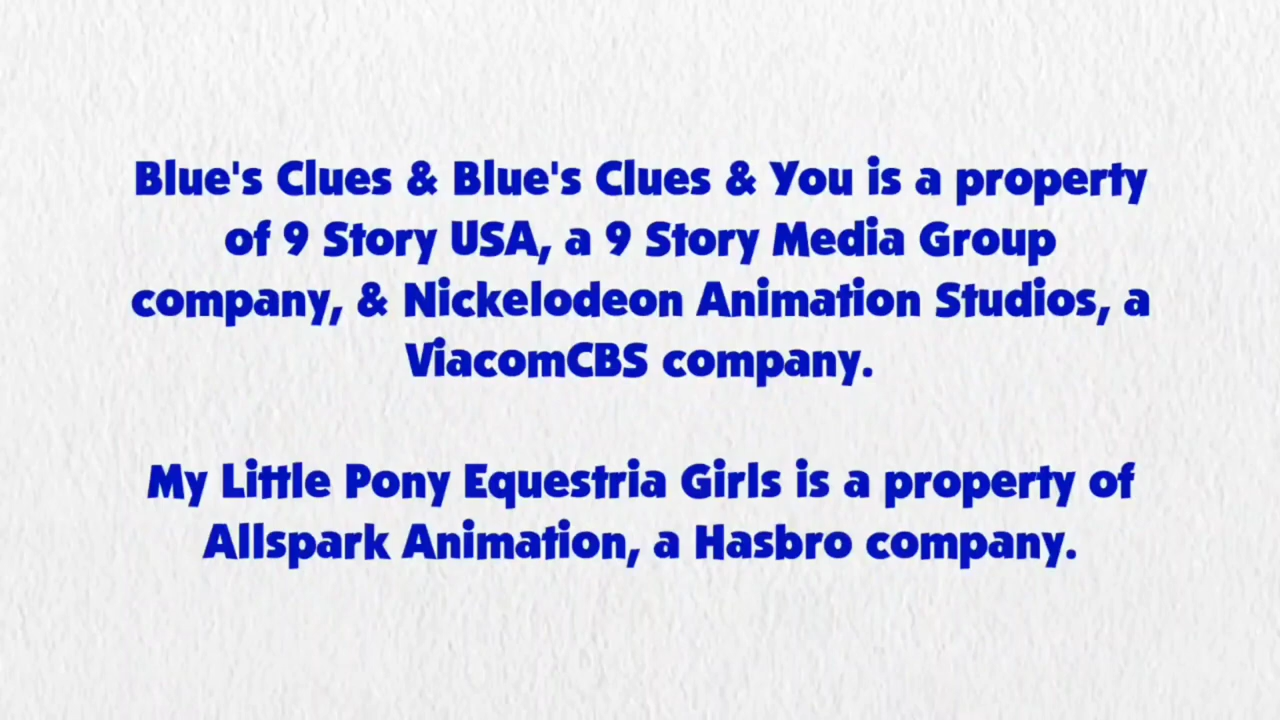 Blue's Clues & Blue's Clues & You is a property
of 9 Story USA, a 9 Story Media Group
company, & Nickelodeon Animation Studios, a
ViacomCBS company.
My Little Pony Equestria Girls is a property of
Allspark Animation, a Hasbro company.